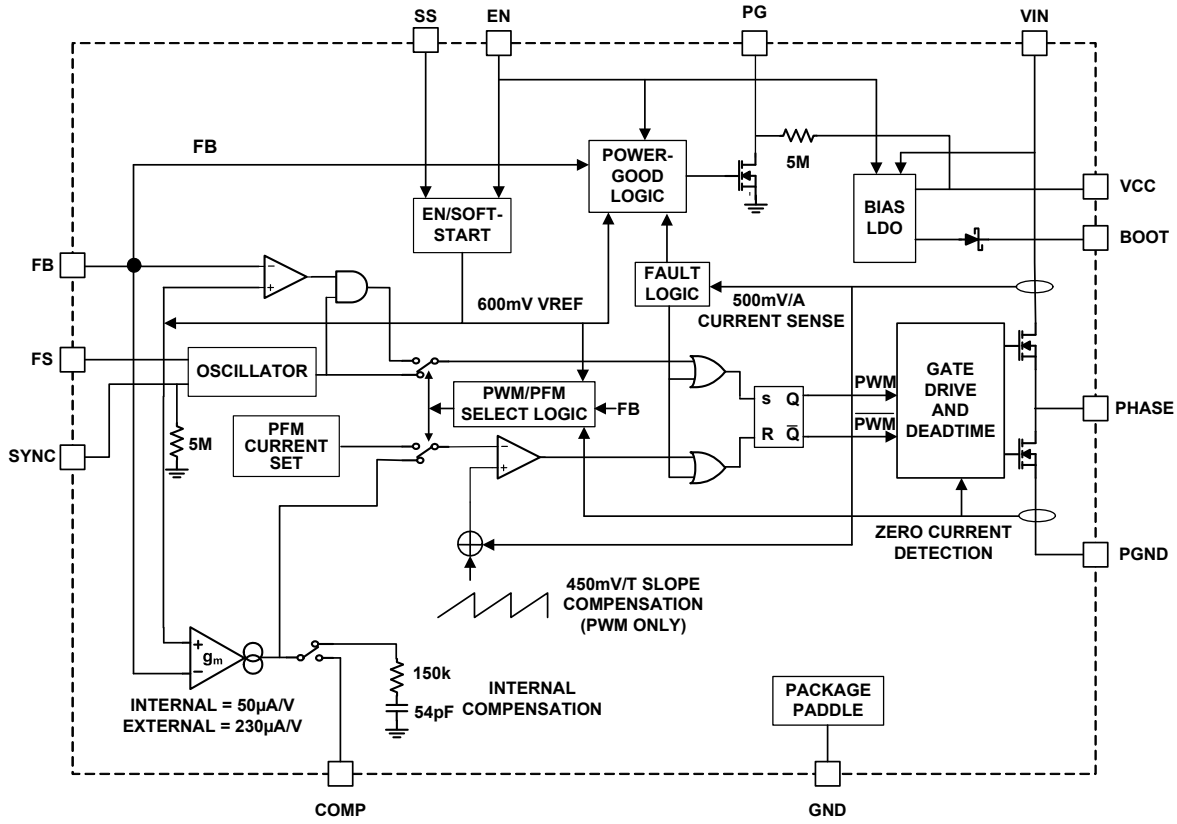 SS
EN
PG
VIN
FB
POWER-
GOOD
LOGIC
5M
VCC
BIAS
LDO
BOOT
EN/SOFT-
START
FB
−
+
FAULT
LOGIC
600mV VREF
500mV/A
CURRENT SENSE
FS
OSCILLATOR
GATE
DRIVE
AND
DEADTIME
PWM/PFM
SELECT LOGIC
FB
S Q
R Q̅
PWM
P̅W̅M̅
PHASE
5M
SYNC
PFM
CURRENT
SET
−
+
ZERO CURRENT
DETECTION
PGND
450mV/T SLOPE
COMPENSATION
(PWM ONLY)
+
gm
−
150k
54pF
INTERNAL
COMPENSATION
INTERNAL = 50µA/V
EXTERNAL = 230µA/V
PACKAGE
PADDLE
COMP
GND